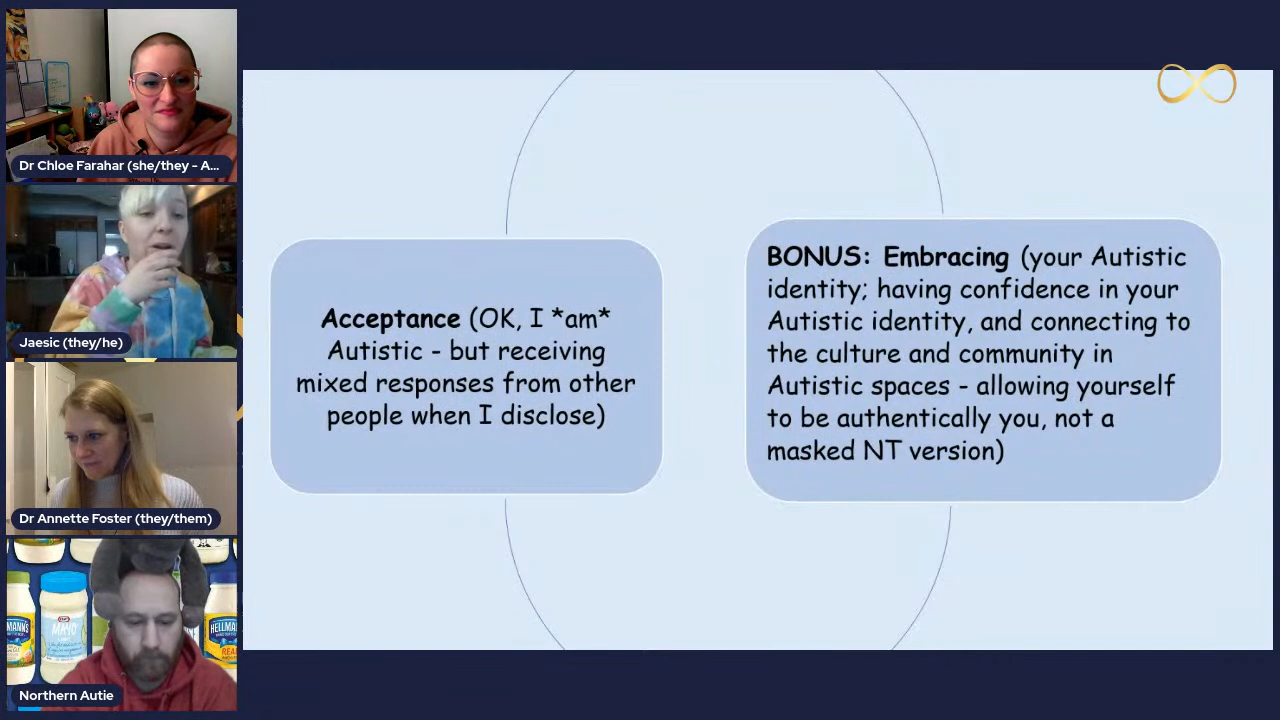 Dr Chloe Farahar (she/they - A...
Jaesic (they/he)
Dr Annette Foster (they/them)
MAYO
HELLMANN'S
REAL
Northern Autie
Acceptance (OK, I *am*
Autistic - but receiving
mixed responses from other
people when I disclose)
BONUS: Embracing (your Autistic
identity; having confidence in your
Autistic identity, and connecting to
the culture and community in
Autistic spaces - allowing yourself
to be authentically you, not a
masked NT version)